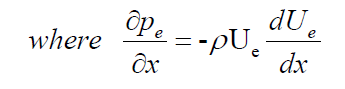 where ∂pₑ/∂x = -ρUₑ dUₑ/dx